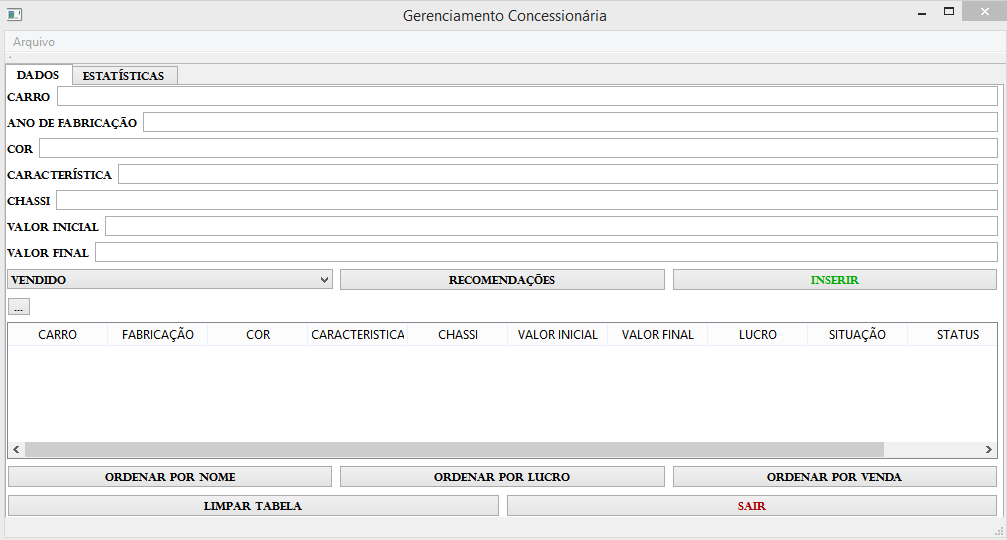 Gerenciamento Concessionária
Arquivo
DADOS ESTATÍSTICAS
CARRO
ANO DE FABRICAÇÃO
COR
CARACTERÍSTICA
CHASSI
VALOR INICIAL
VALOR FINAL
VENDIDO RECOMENDAÇÕES INSERIR
...
CARRO FABRICAÇÃO COR CARACTERISTICA CHASSI VALOR INICIAL VALOR FINAL LUCRO SITUAÇÃO STATUS
ORDENAR POR NOME ORDENAR POR LUCRO ORDENAR POR VENDA
LIMPAR TABELA SAIR